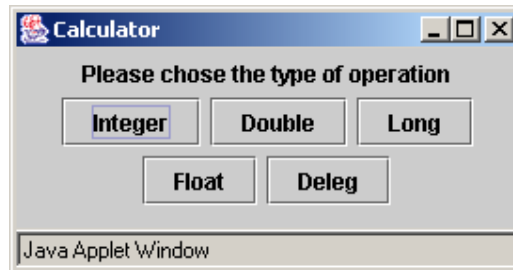 Calculator
Please chose the type of operation
Integer Double Long
Float Deleg
Java Applet Window